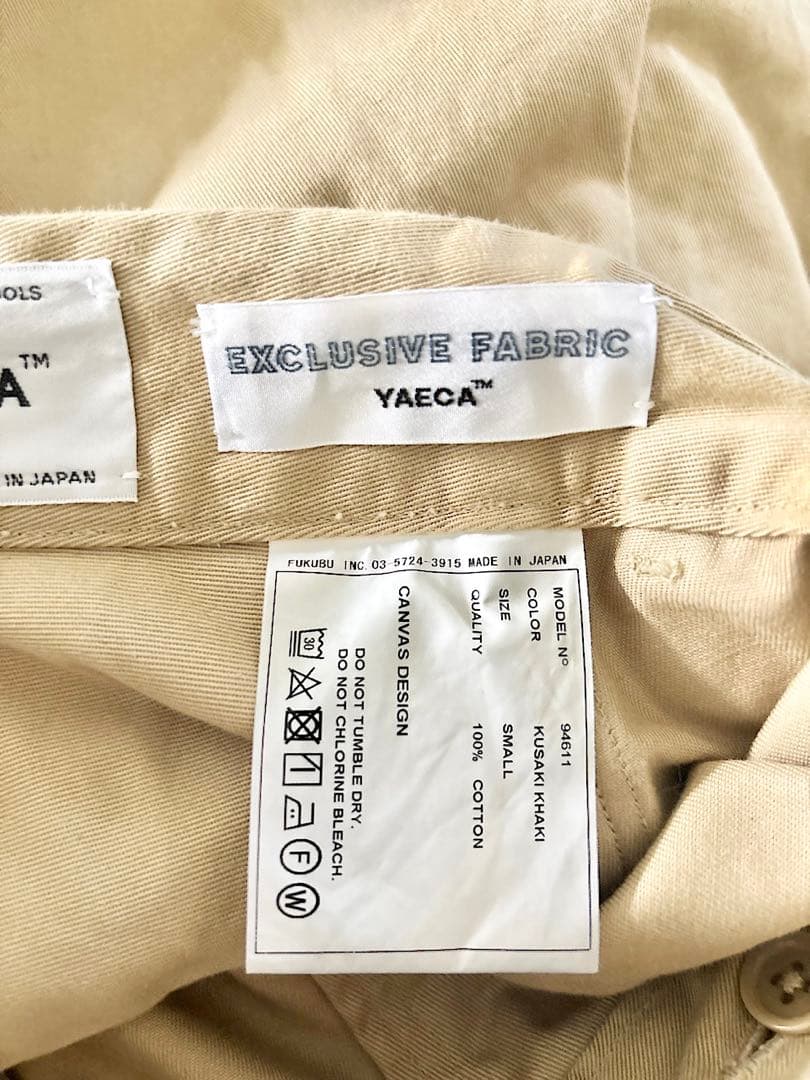 OLS
A™
IN JAPAN
EXCLUSIVE FABRIC
YAECA™
FUKUBU INC. 03-5724-3915 MADE IN JAPAN
MODEL Nº 94611
COLOR KUSAKI KHAKI
SIZE SMALL
QUALITY 100% COTTON
CANVAS DESIGN
DO NOT TUMBLE DRY.
DO NOT CHLORINE BLEACH.
30
F
W